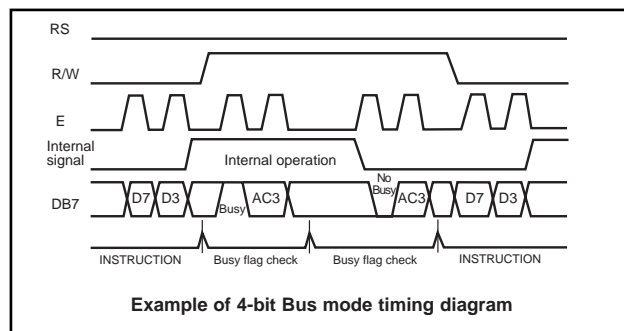 RS
R/W
E
Internal
signal
Internal operation
DB7
D7 D3 Busy AC3 No
Busy AC3 D7 D3
INSTRUCTION Busy flag check Busy flag check INSTRUCTION
Example of 4-bit Bus mode timing diagram